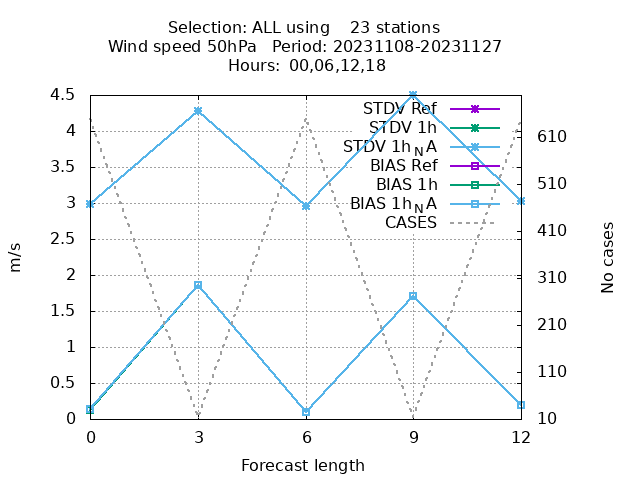 Selection: ALL using    23 stations
Wind speed 50hPa   Period: 20231108-20231127
Hours: 00,06,12,18
STDV Ref
STDV 1h
STDV 1h_NA
BIAS Ref
BIAS 1h
BIAS 1h_NA
CASES
4.5
4
3.5
3
2.5
2
1.5
1
0.5
0
m/s
610
510
410
310
210
110
10
No cases
0 3 6 9 12
Forecast length